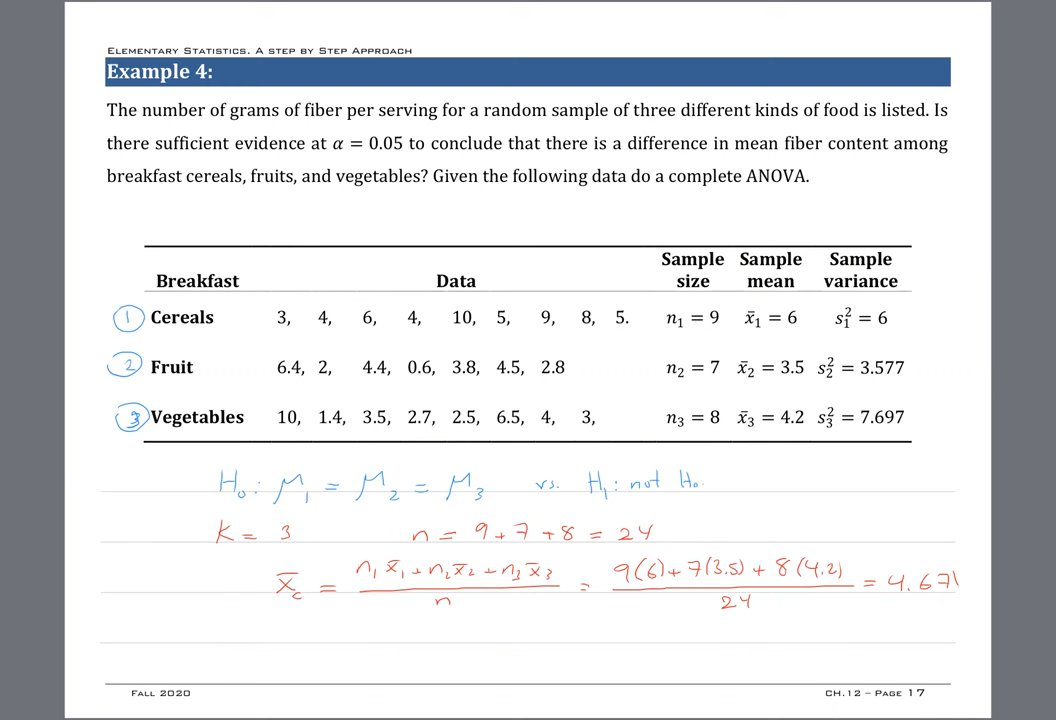 ELEMENTARY STATISTICS. A STEP BY STEP APPROACH
Example 4:
The number of grams of fiber per serving for a random sample of three different kinds of food is listed. Is
there sufficient evidence at α = 0.05 to conclude that there is a difference in mean fiber content among
breakfast cereals, fruits, and vegetables? Given the following data do a complete ANOVA.
Breakfast Data Sample size Sample mean Sample variance
1 Cereals 3, 4, 6, 4, 10, 5, 9, 8, 5. n₁ = 9 x̄₁ = 6 s₁² = 6
2 Fruit 6.4, 2, 4.4, 0.6, 3.8, 4.5, 2.8 n₂ = 7 x̄₂ = 3.5 s₂² = 3.577
3 Vegetables 10, 1.4, 3.5, 2.7, 2.5, 6.5, 4, 3, n₃ = 8 x̄₃ = 4.2 s₃² = 7.697
H₀: μ₁ = μ₂ = μ₃ vs. H₁: not H₀.
K = 3 n = 9 + 7 + 8 = 24
x̄_c = (n₁ x̄₁ + n₂ x̄₂ + n₃ x̄₃) / n = (9(6) + 7(3.5) + 8(4.2)) / 24 = 4.67
FALL 2020 CH.12 – PAGE 17